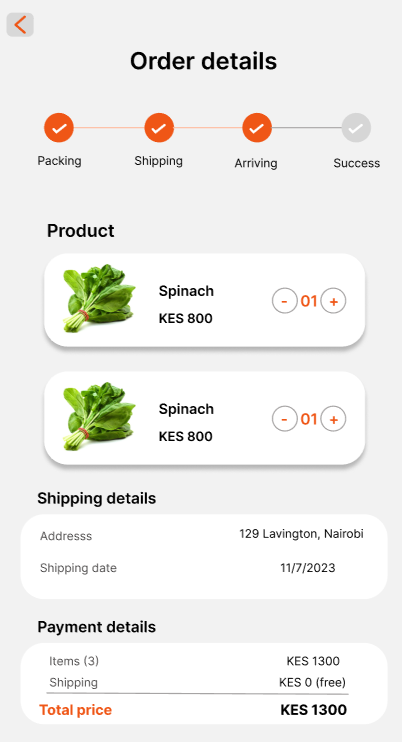 Order details
Packing Shipping Arriving Success
Product
Spinach
KES 800
- 01 +
Spinach
KES 800
- 01 +
Shipping details
Addresss 129 Lavington, Nairobi
Shipping date 11/7/2023
Payment details
Items (3) KES 1300
Shipping KES 0 (free)
Total price KES 1300